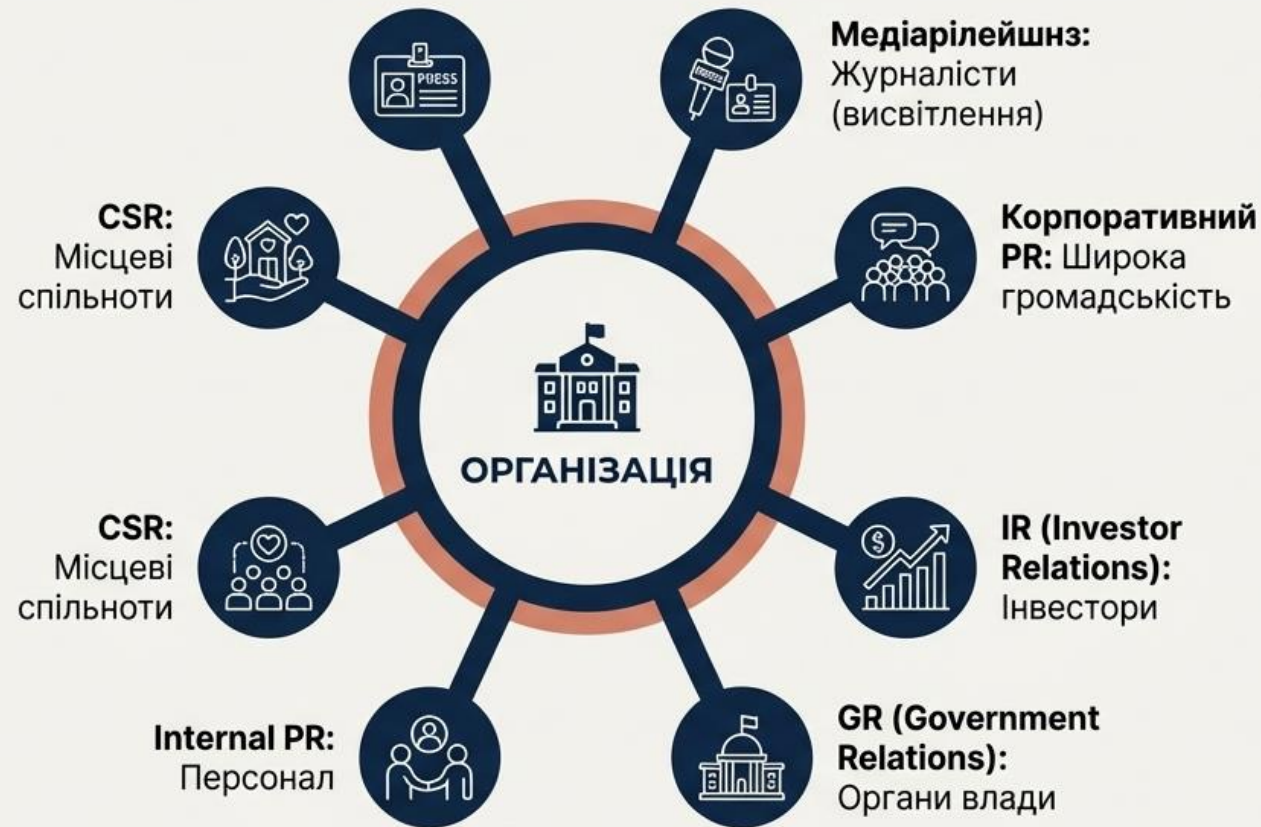 PRESS
Медіарілейшнз:
Журналісти
(висвітлення)
CSR:
Місцеві
спільноти
Корпоративний
PR: Широка
громадськість
ОРГАНІЗАЦІЯ
CSR:
Місцеві
спільноти
$
IR (Investor
Relations):
Інвестори
Internal PR:
Персонал
GR (Government
Relations):
Органи влади